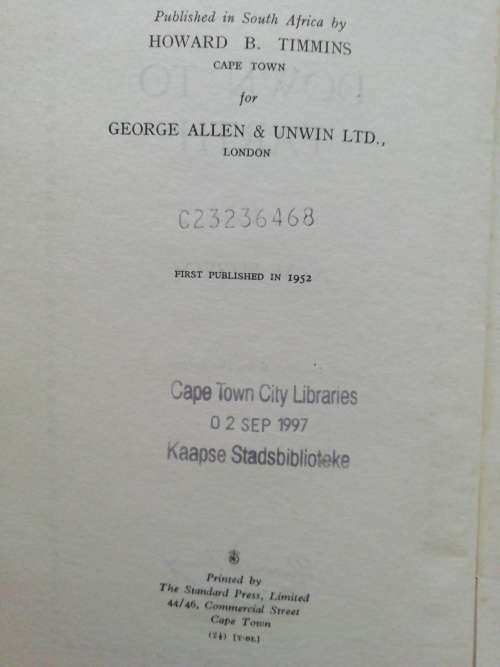 Published in South Africa by
HOWARD B. TIMMINS
CAPE TOWN
for
GEORGE ALLEN & UNWIN LTD.,
LONDON
C23236468
FIRST PUBLISHED IN 1952
Cape Town City Libraries
02 SEP 1997
Kaapse Stadsbiblioteke
Printed by
The Standard Press, Limited
44/46, Commercial Street
Cape Town